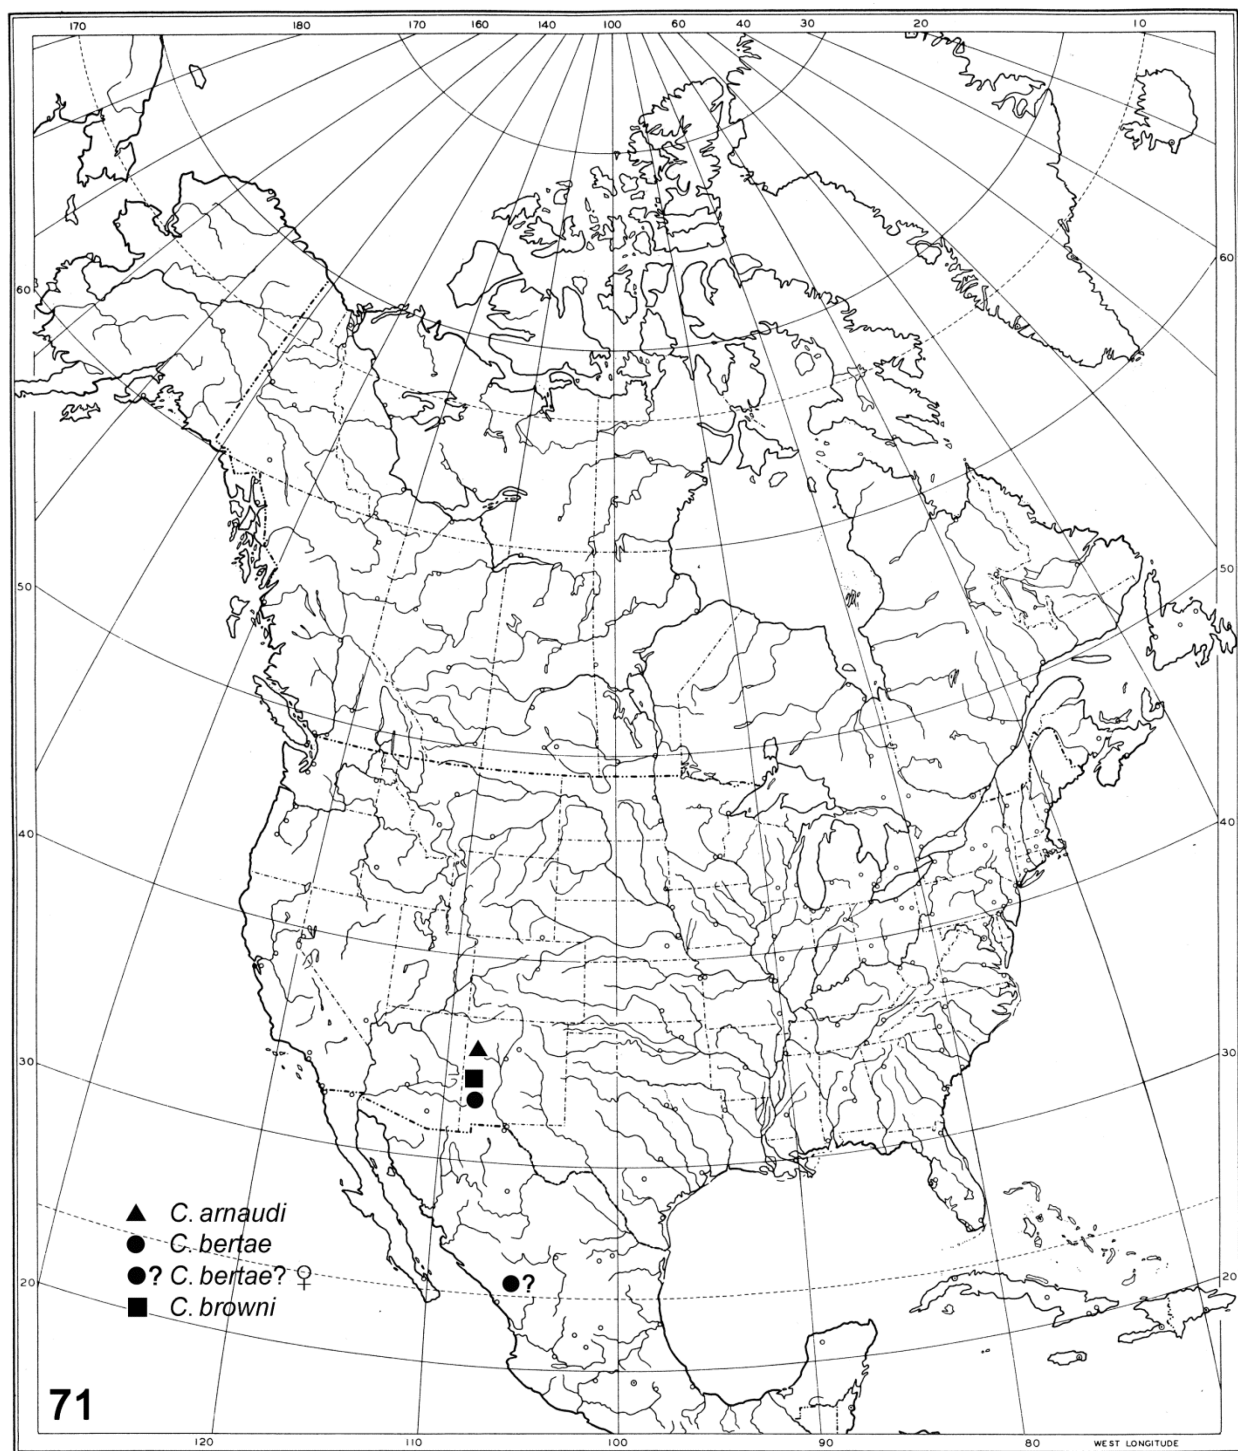 170 180 170 160 140 100 60 40 30 20 10
60 60
50 50
40 40
30 30
▲ C. arnaudi
● C. bertae
●? C. bertae? ♀
■ C. browni
?
20 20
71
120 110 100 90 80 WEST LONGITUDE